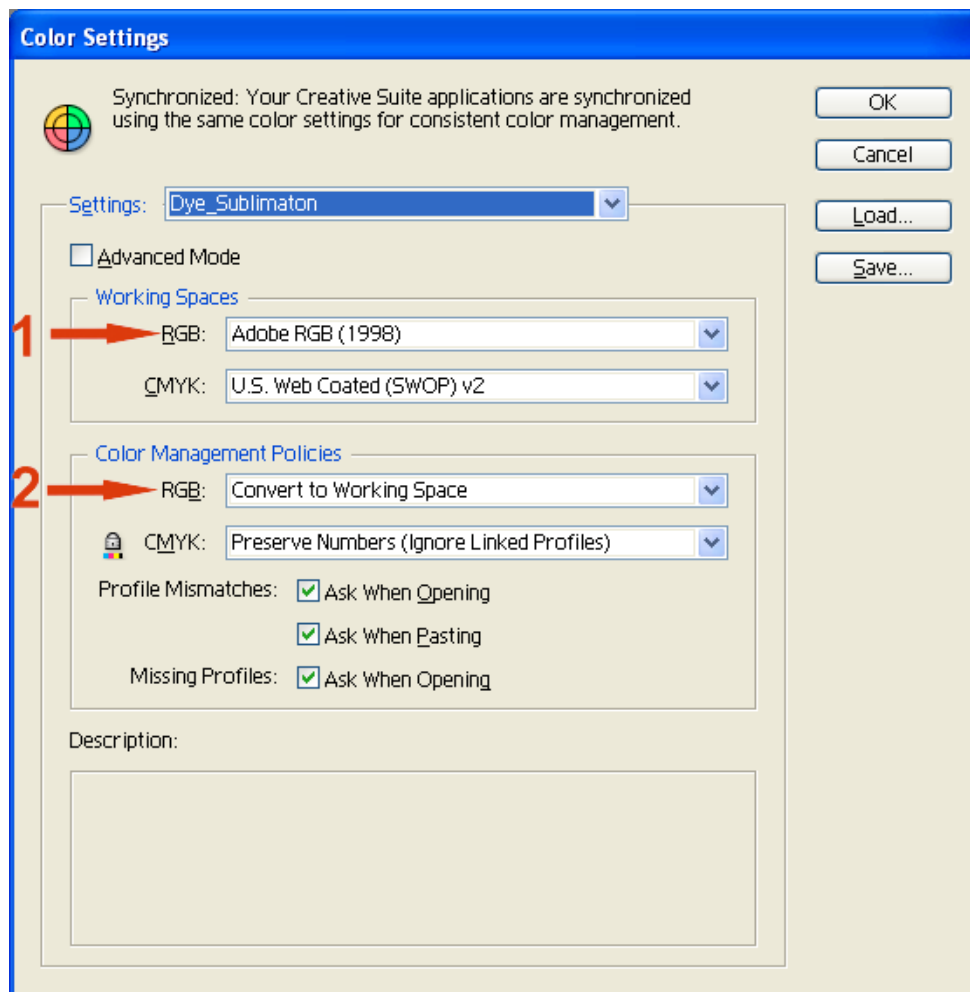 Color Settings
Synchronized: Your Creative Suite applications are synchronized
using the same color settings for consistent color management.
OK
Cancel
Load...
Save...
Settings: Dye_Sublimaton
Advanced Mode
Working Spaces
1 RGB: Adobe RGB (1998)
CMYK: U.S. Web Coated (SWOP) v2
Color Management Policies
2 RGB: Convert to Working Space
CMYK: Preserve Numbers (Ignore Linked Profiles)
Profile Mismatches: Ask When Opening
Ask When Pasting
Missing Profiles: Ask When Opening
Description: